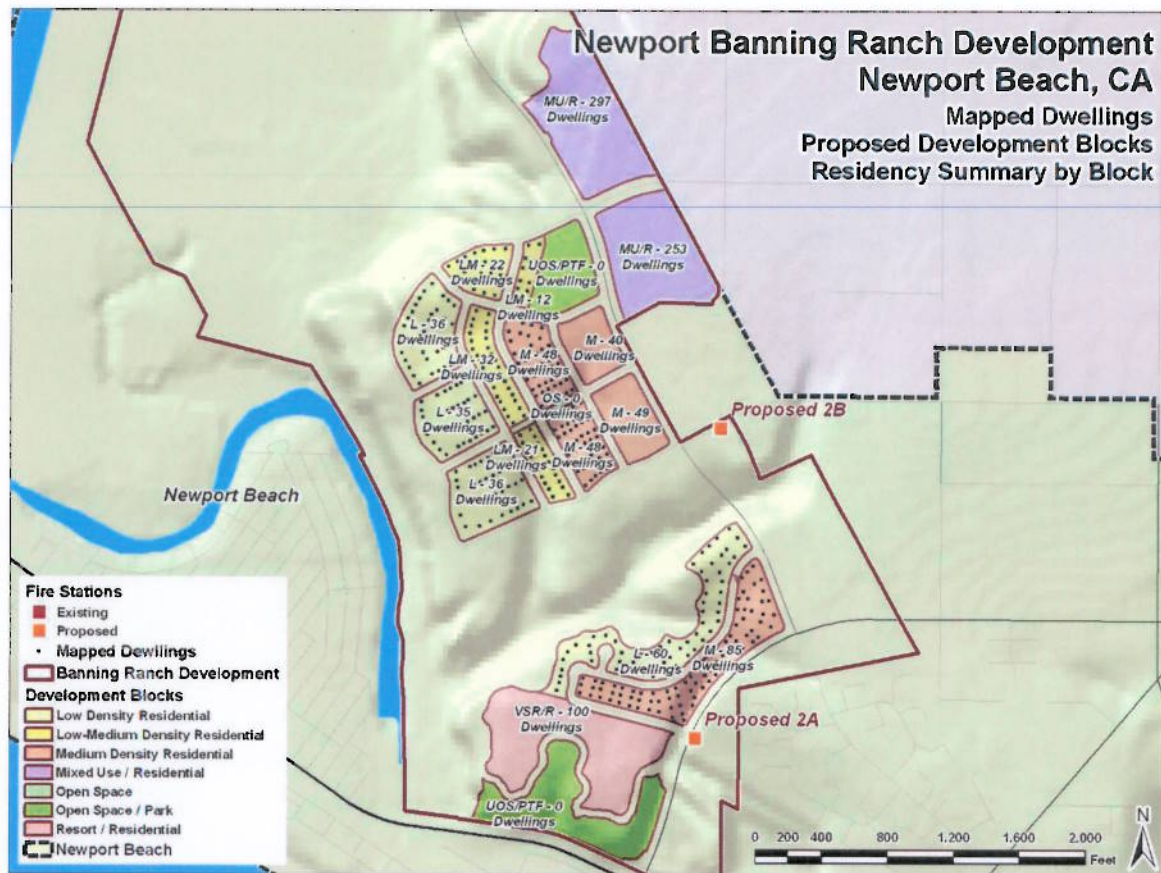 Newport Banning Ranch Development
Newport Beach, CA
Mapped Dwellings
Proposed Development Blocks
Residency Summary by Block
MU/R - 297
Dwellings
MU/R - 253
Dwellings
LM - 22
Dwellings
UOS/PTF - 0
Dwellings
LM - 12
Dwellings
L - 36
Dwellings
LM - 32
Dwellings
M - 48
Dwellings
M - 40
Dwellings
OS - 0
Dwellings
L - 35
Dwellings
M - 49
Dwellings
Proposed 2B
LM - 21
Dwellings
M - 48
Dwellings
L - 36
Dwellings
Newport Beach
L - 60
Dwellings
M - 85
Dwellings
VSR/R - 100
Dwellings
Proposed 2A
UOS/PTF - 0
Dwellings
Fire Stations
Existing
Proposed
Mapped Dewllings
Banning Ranch Development
Development Blocks
Low Density Residential
Low-Medium Density Residential
Medium Density Residential
Mixed Use / Residential
Open Space
Open Space / Park
Resort / Residential
Newport Beach
0 200 400 800 1,200 1,600 2,000
Feet
N